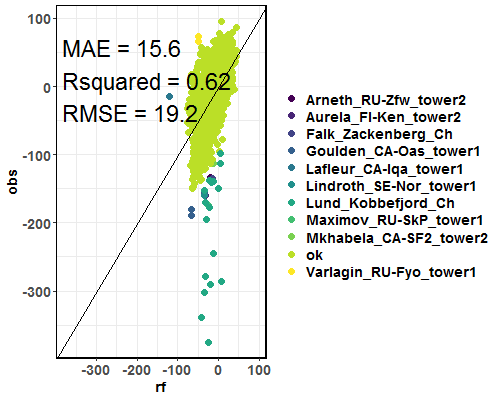 MAE = 15.6
Rsquared = 0.62
RMSE = 19.2
100
0
-100
-200
-300
obs
-300
-200
-100
0
100
rf
Arneth_RU-Zfw_tower2
Aurela_FI-Ken_tower2
Falk_Zackenberg_Ch
Goulden_CA-Oas_tower1
Lafleur_CA-Iqa_tower1
Lindroth_SE-Nor_tower1
Lund_Kobbefjord_Ch
Maximov_RU-SkP_tower1
Mkhabela_CA-SF2_tower2
ok
Varlagin_RU-Fyo_tower1